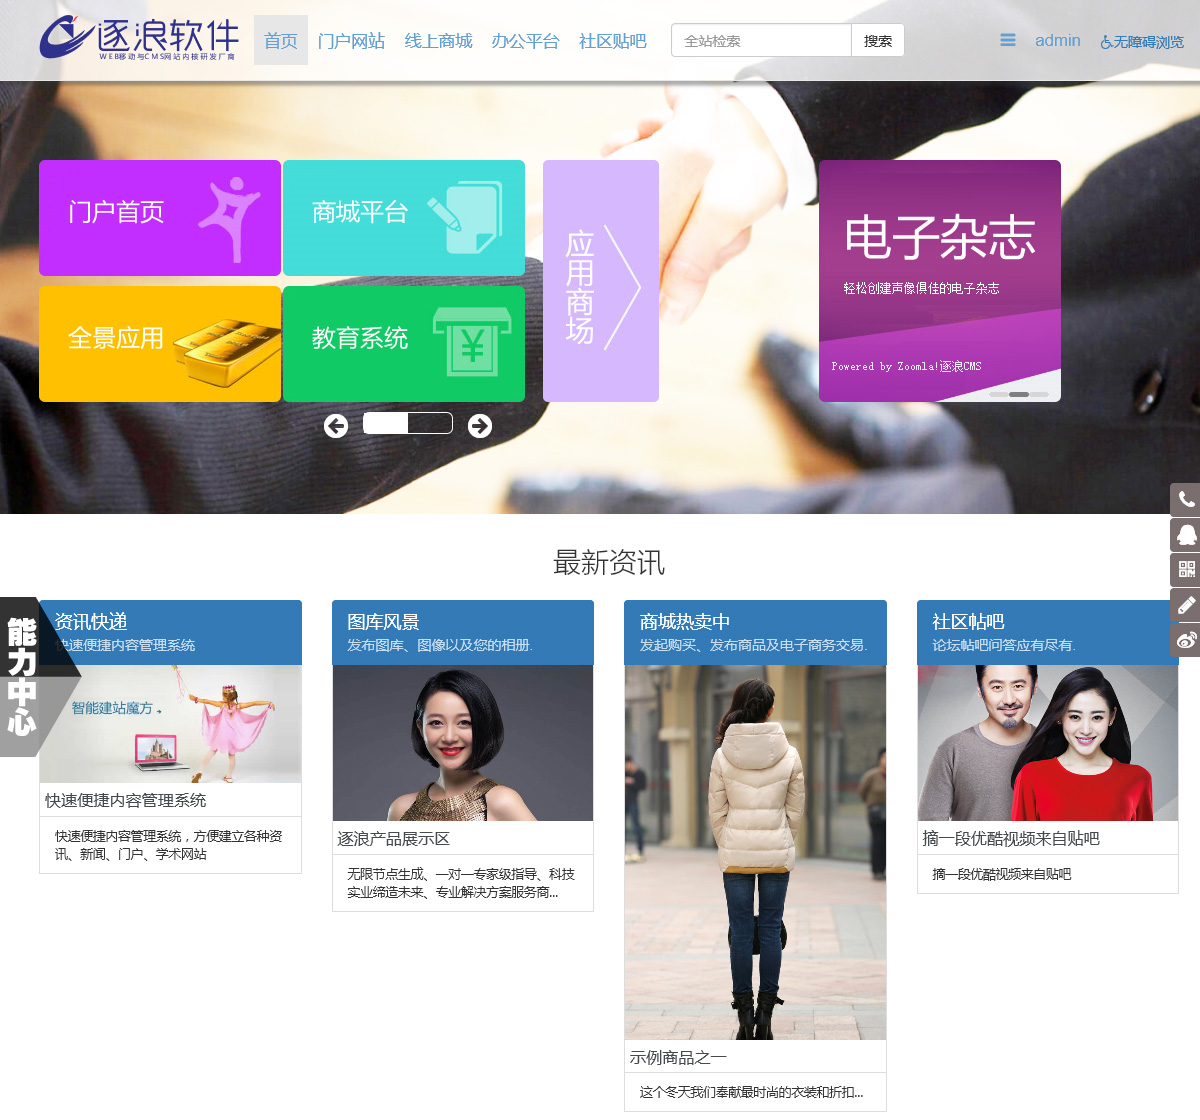 逐浪软件
WEB移动与CMS网站内核研发厂商
首页
门户网站
线上商城
办公平台
社区贴吧
全站检索
搜索
admin
无障碍浏览
门户首页
商城平台
应用商场
全景应用
教育系统
电子杂志
轻松创建声像俱佳的电子杂志
Powered by Zoomla!逐浪CMS
最新资讯
能力中心
资讯快递
快速便捷内容管理系统
智能建站魔方
快速便捷内容管理系统
快速便捷内容管理系统，方便建立各种资
讯、新闻、门户、学术网站
图库风景
发布图库、图像以及您的相册.
逐浪产品展示区
无限节点生成、一对一专家级指导、科技
实业缔造未来、专业解决方案服务商...
商城热卖中
发起购买、发布商品及电子商务交易.
示例商品之一
这个冬天我们奉献最时尚的衣装和折扣...
社区帖吧
论坛帖吧问答应有尽有.
摘一段优酷视频来自贴吧
摘一段优酷视频来自贴吧